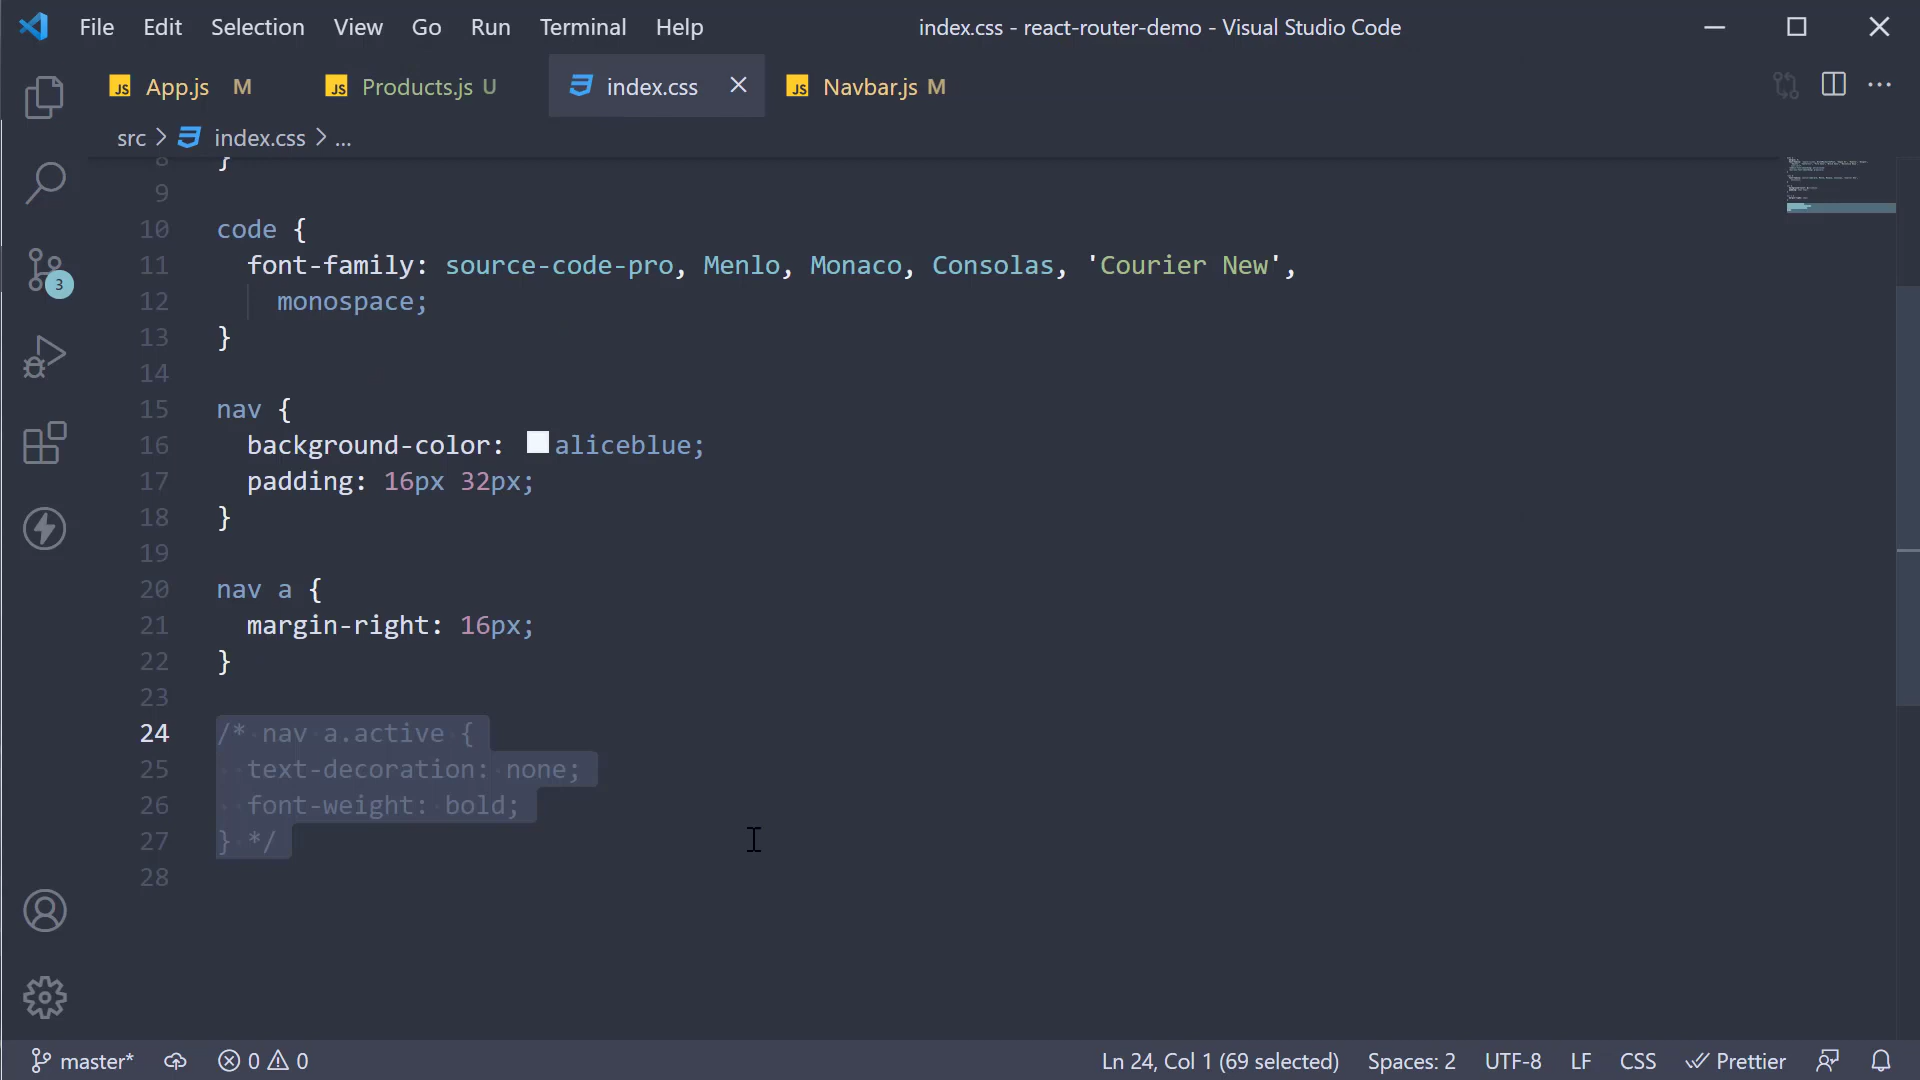 File Edit Selection View Go Run Terminal Help index.css - react-router-demo - Visual Studio Code
JS App.js M JS Products.js U index.css JS Navbar.js M
src > index.css > ...
8 }
9
10 code {
11 font-family: source-code-pro, Menlo, Monaco, Consolas, 'Courier New',
12 monospace;
13 }
14
15 nav {
16 background-color: aliceblue;
17 padding: 16px 32px;
18 }
19
20 nav a {
21 margin-right: 16px;
22 }
23
24 /* nav a.active {
25 text-decoration: none;
26 font-weight: bold;
27 } */
28
3
master* 0 0 Ln 24, Col 1 (69 selected) Spaces: 2 UTF-8 LF CSS Prettier